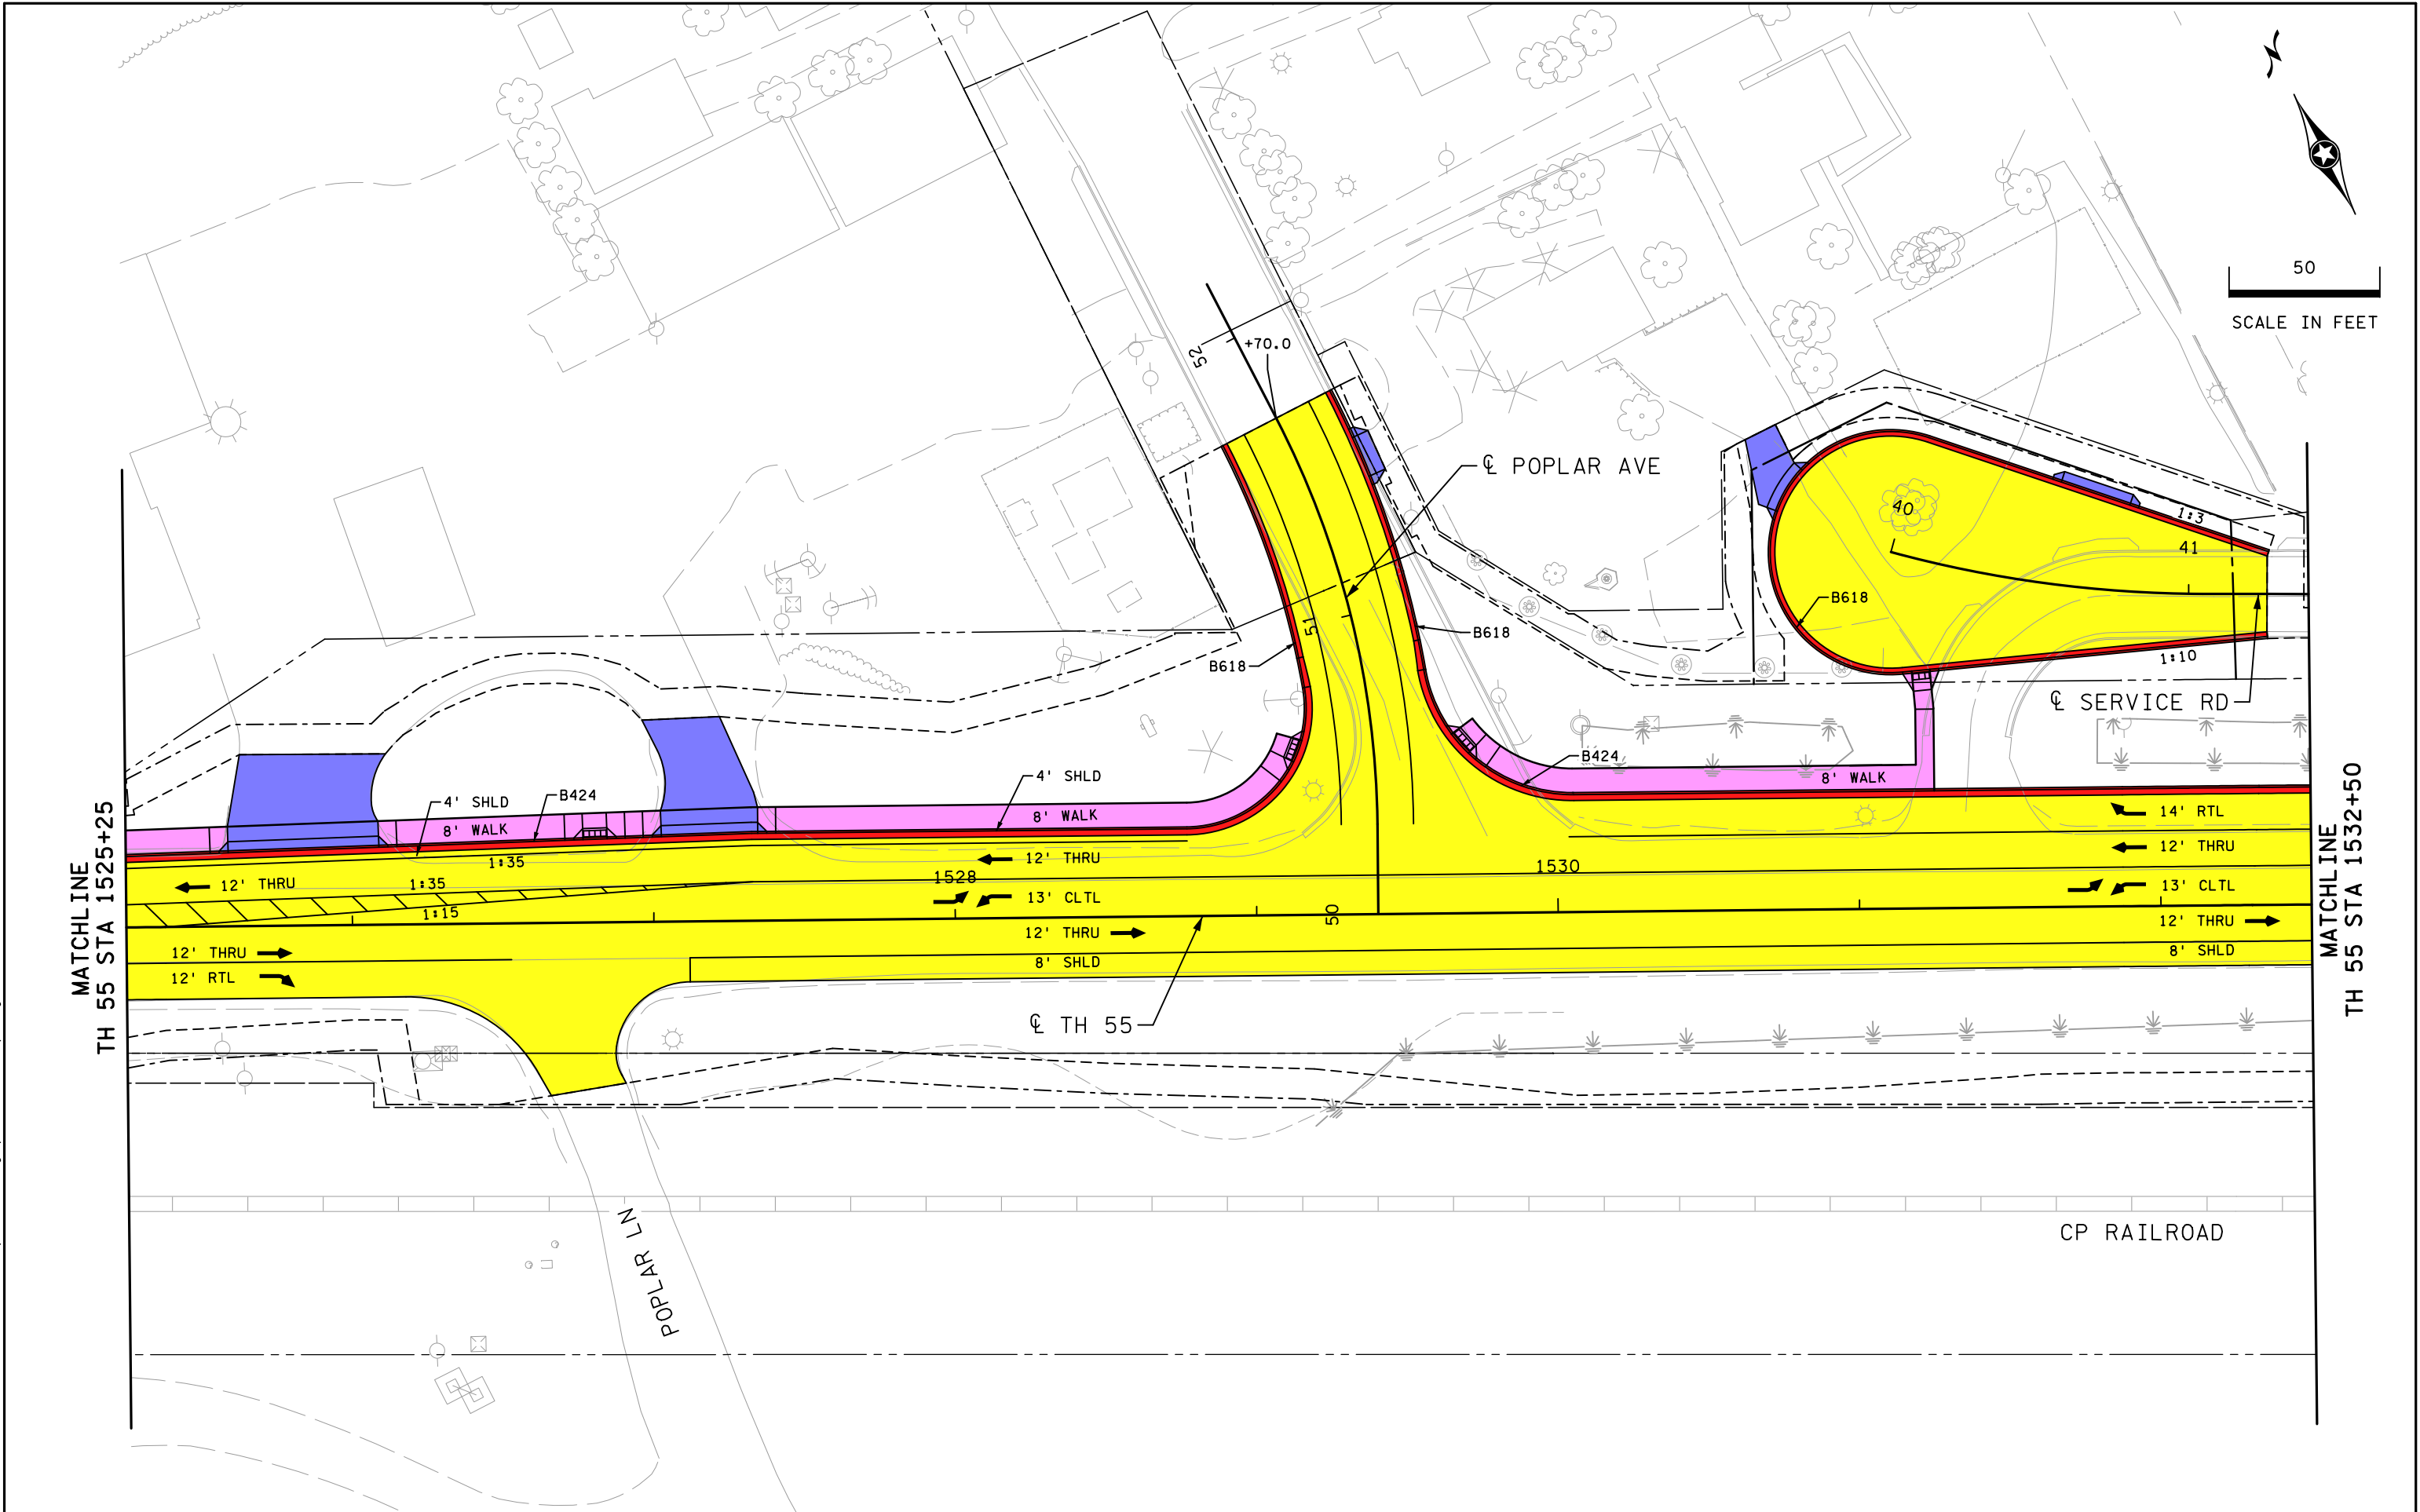 50
SCALE IN FEET
52
+70.0
℄ POPLAR AVE
40
1:3
41
B618
51
B618
B618
1:10
℄ SERVICE RD
MATCHLINE
TH 55 STA 1525+25
4' SHLD
B424
8' WALK
4' SHLD
8' WALK
B424
8' WALK
14' RTL
MATCHLINE
TH 55 STA 1532+50
1:35
12' THRU
1530
12' THRU
12' THRU
1:35
1528
13' CLTL
13' CLTL
1:15
50
12' THRU
12' THRU
12' THRU
12' RTL
8' SHLD
8' SHLD
℄ TH 55
POPLAR LN
CP RAILROAD